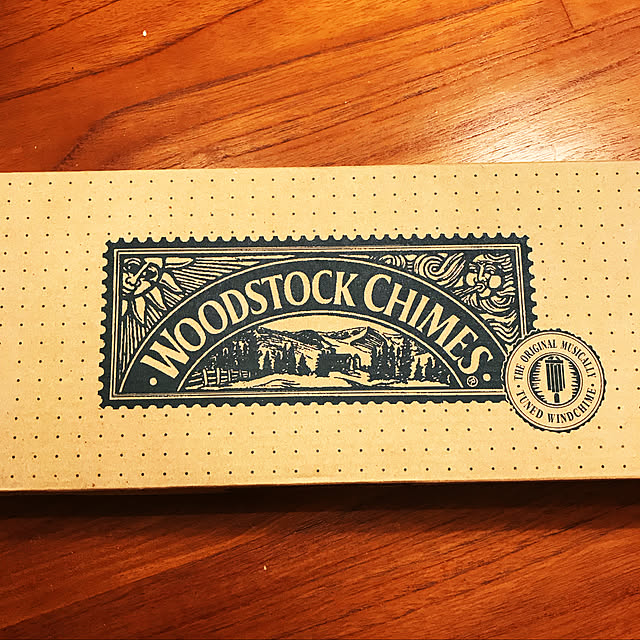 WOODSTOCK CHIMES®
• THE ORIGINAL MUSICALLY •
TUNED WINDCHIME